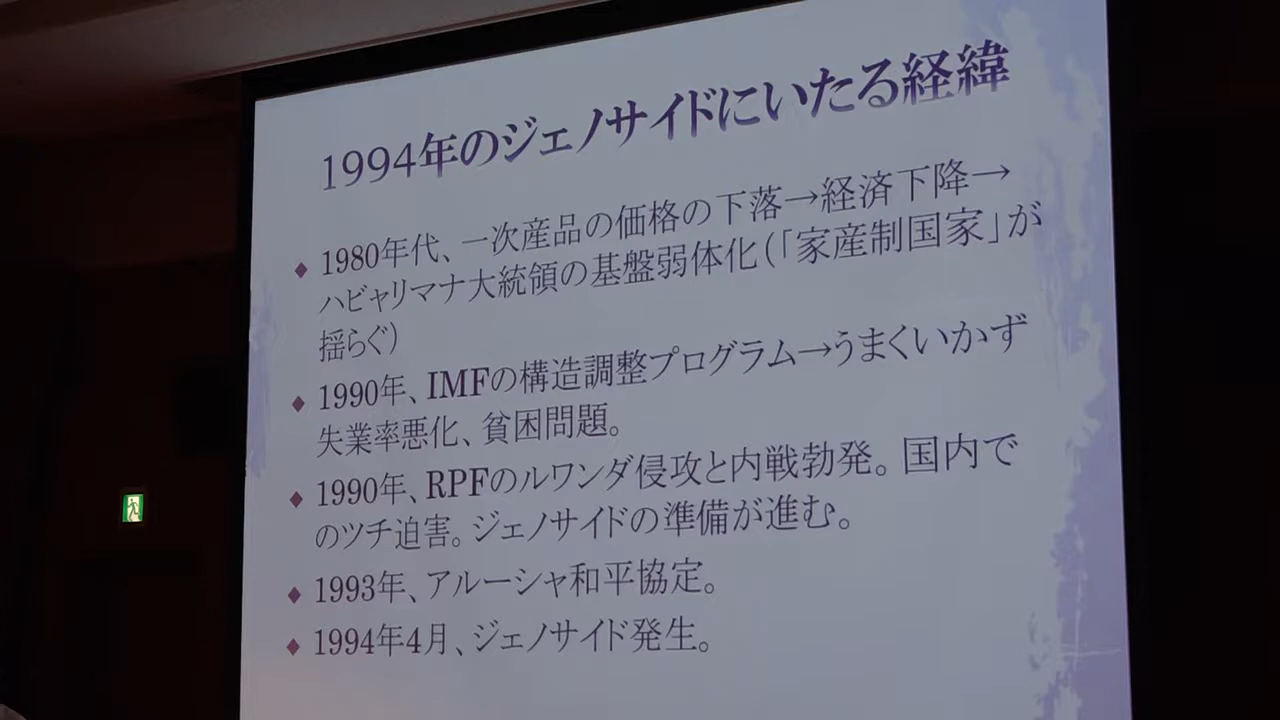 1994年のジェノサイドにいたる経緯
◆ 1980年代、一次産品の価格の下落→経済下降→
ハビャリマナ大統領の基盤弱体化(「家産制国家」が
揺らぐ)
◆ 1990年、IMFの構造調整プログラム→うまくいかず
失業率悪化、貧困問題。
◆ 1990年、RPFのルワンダ侵攻と内戦勃発。国内で
のツチ迫害。ジェノサイドの準備が進む。
◆ 1993年、アルーシャ和平協定。
◆ 1994年4月、ジェノサイド発生。